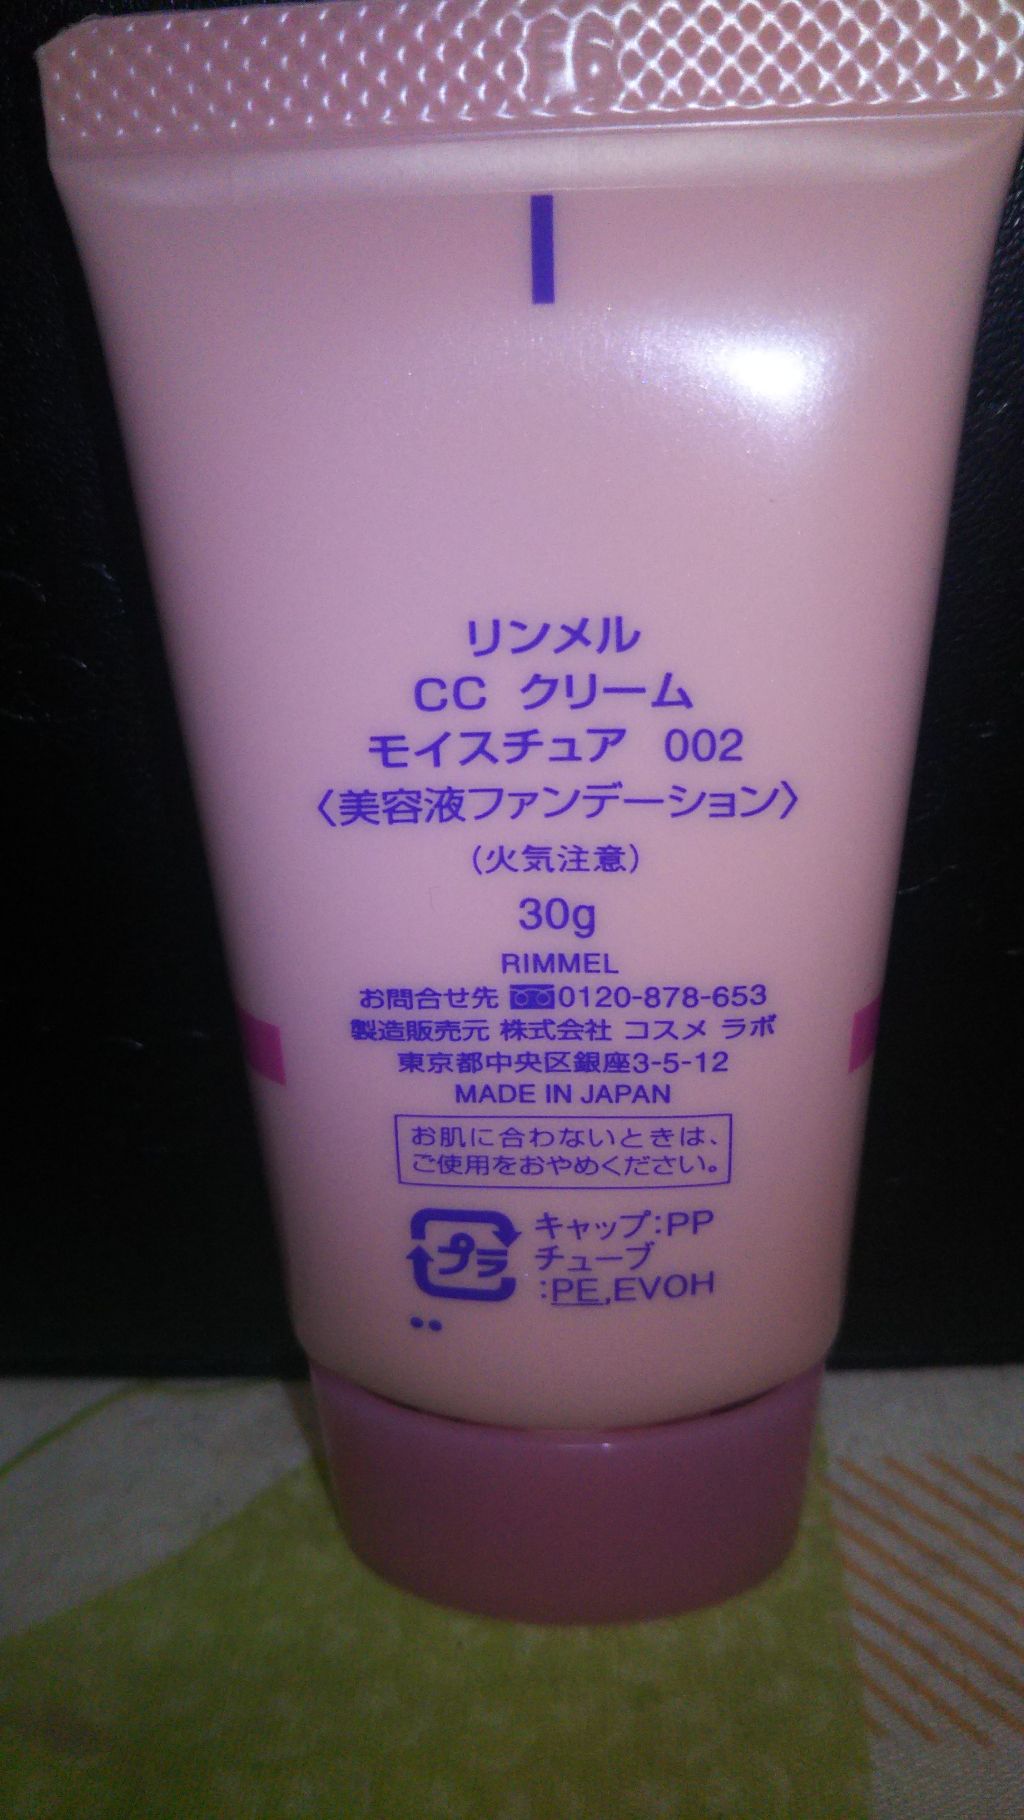 リンメル
CC クリーム
モイスチュア 002
〈美容液ファンデーション〉
(火気注意)
30g
RIMMEL
お問合せ先 0120-878-653
製造販売元 株式会社 コスメ ラボ
東京都中央区銀座3-5-12
MADE IN JAPAN
お肌に合わないときは、
ご使用をおやめください。
プラ
キャップ:PP
チューブ
:PE,EVOH